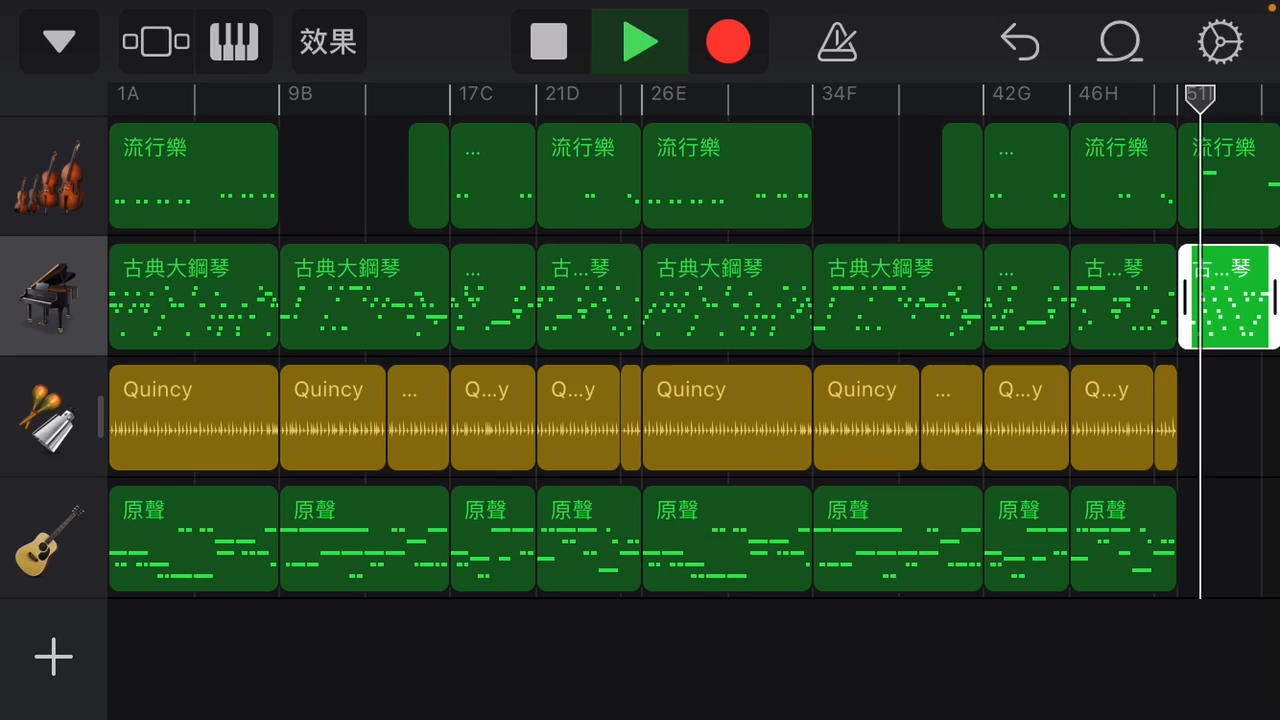 效果
1A 9B 17C 21D 26E 34F 42G 46H 51I
流行樂 ... 流行樂 流行樂 ... 流行樂 流行樂
古典大鋼琴 古典大鋼琴 ... 古...琴 古典大鋼琴 古典大鋼琴 ... 古...琴 古...琴
Quincy Quincy ... Q...y Q...y Quincy Quincy ... Q...y Q...y
原聲 原聲 原聲 原聲 原聲 原聲 原聲 原聲